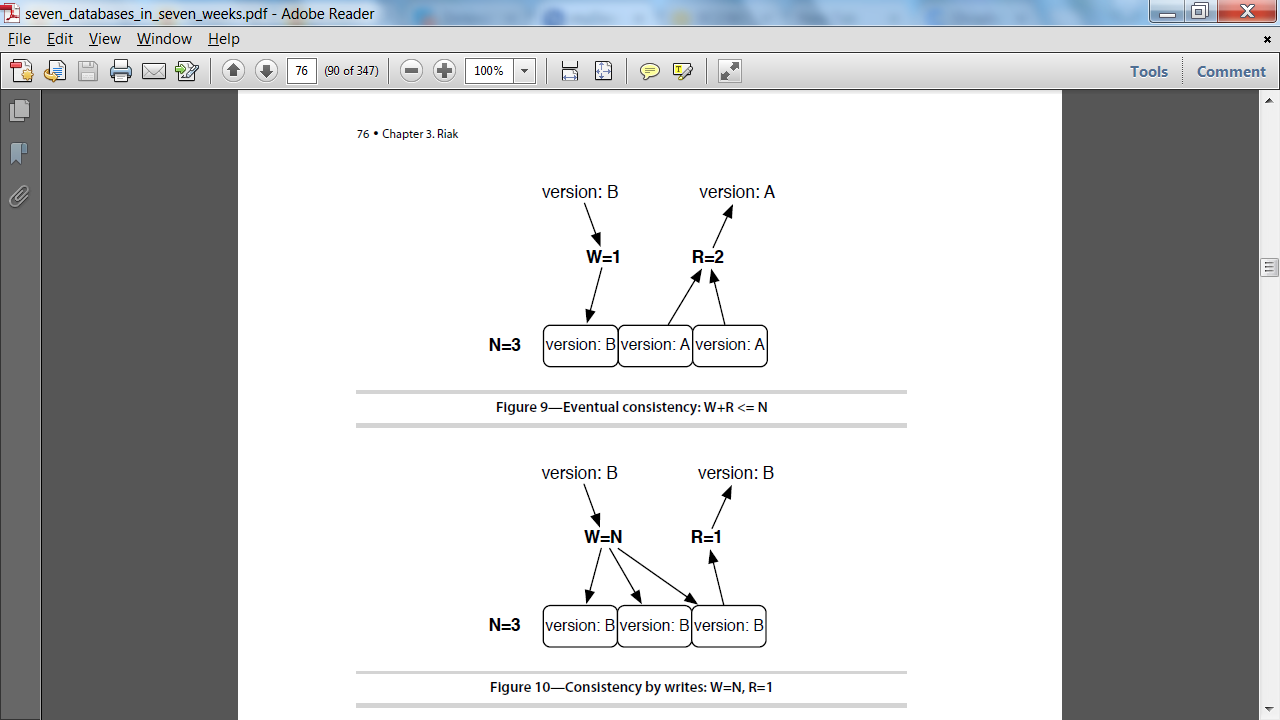 seven_databases_in_seven_weeks.pdf - Adobe Reader
File Edit View Window Help
76 (90 of 347) 100% Tools Comment
76 • Chapter 3. Riak
version: B version: A
W=1 R=2
N=3 version: B version: A version: A
Figure 9—Eventual consistency: W+R <= N
version: B version: B
W=N R=1
N=3 version: B version: B version: B
Figure 10—Consistency by writes: W=N, R=1